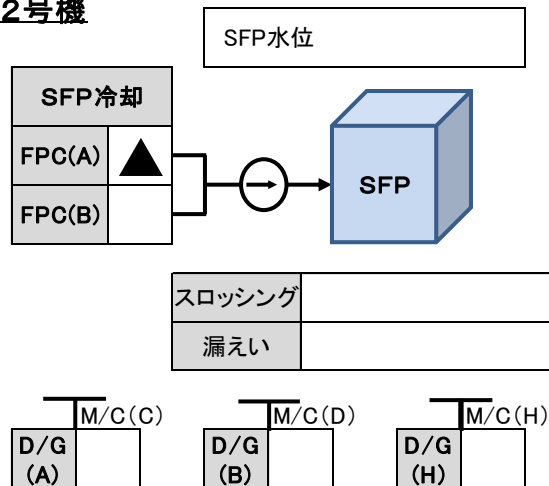 2号機
SFP水位
SFP冷却
FPC(A) ▲
FPC(B)
SFP
スロッシング
漏えい
M/C(C) M/C(D) M/C(H)
D/G D/G D/G
(A) (B) (H)